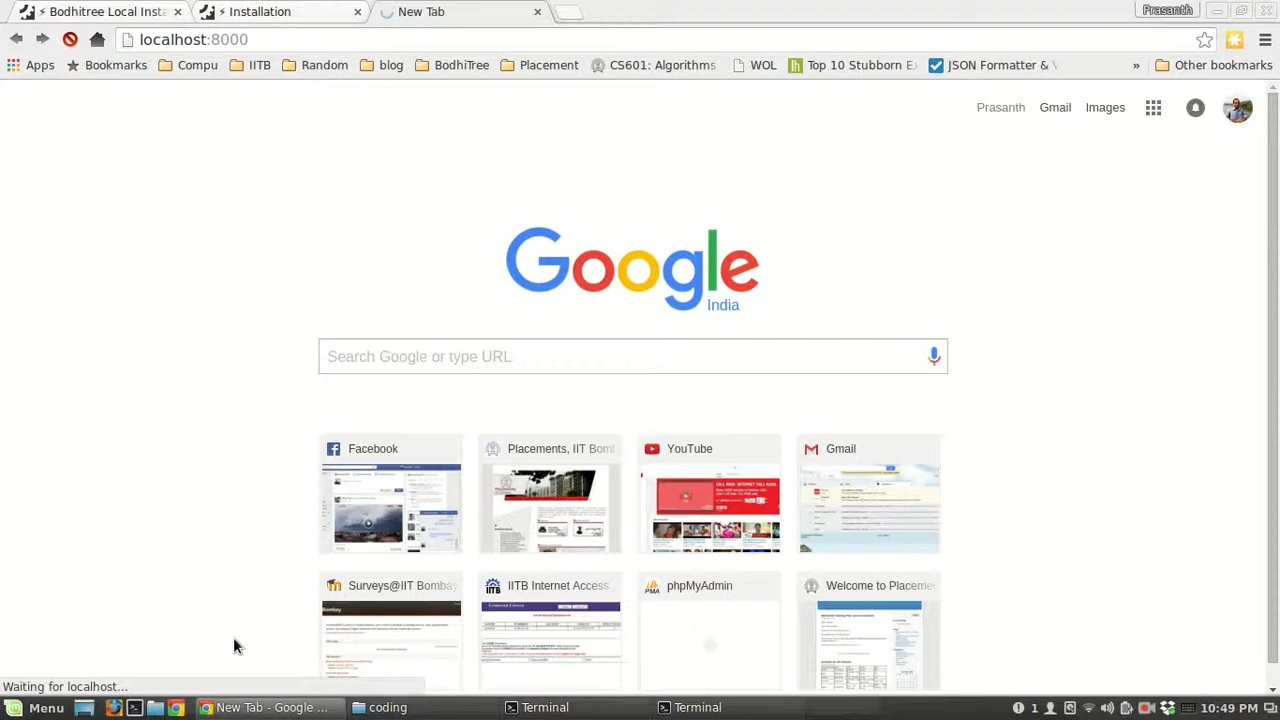 ⚡ Bodhitree Local Insta
⚡ Installation
New Tab
Prasanth
localhost:8000
Apps
Bookmarks
Compu
IITB
Random
blog
BodhiTree
Placement
CS601: Algorithms
WOL
Top 10 Stubborn E
JSON Formatter & V
»
Other bookmarks
Prasanth
Gmail
Images
Google
India
Search Google or type URL
Facebook
Placements, IIT Bom
YouTube
Gmail
Surveys@IIT Bombay
IITB Internet Access
phpMyAdmin
Welcome to Placeme
Waiting for localhost...
Menu
New Tab - Google ...
coding
Terminal
Terminal
1
10:49 PM